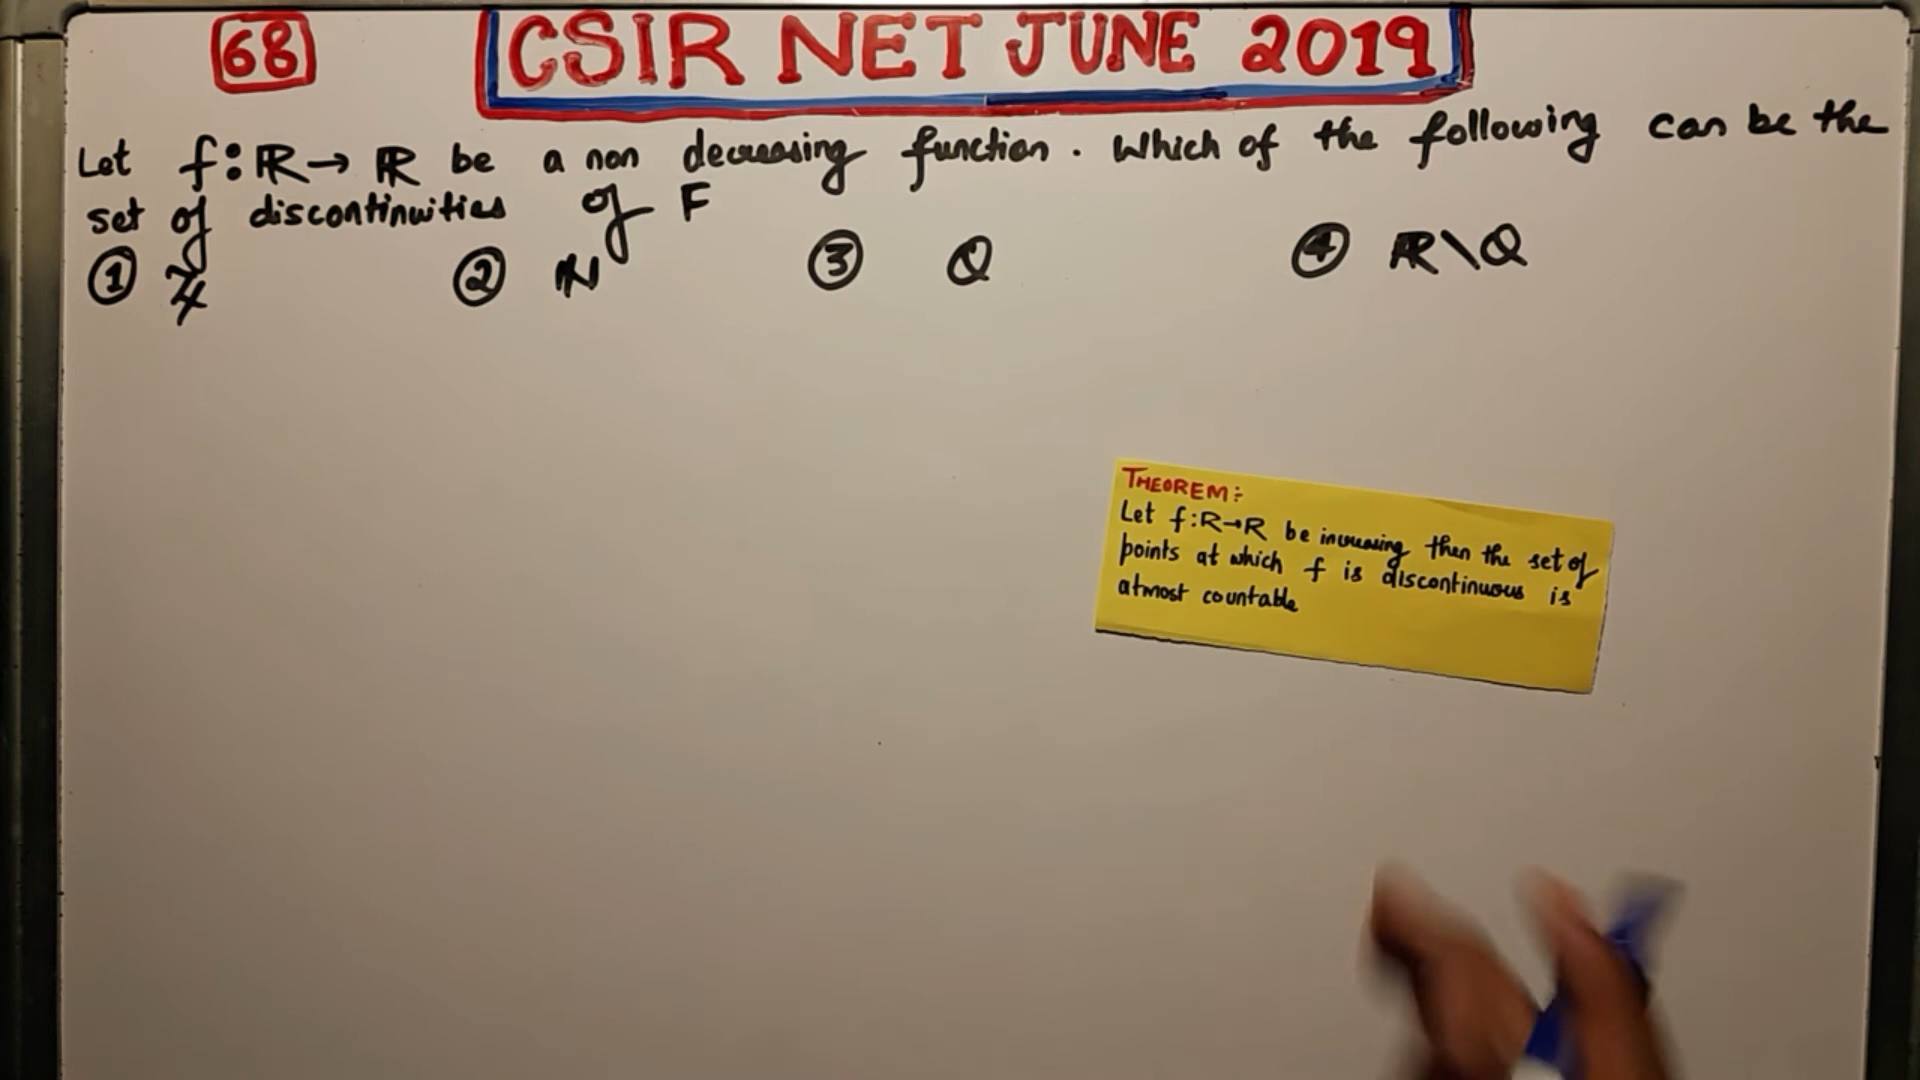 68 CSIR NET JUNE 2019
Let f: ℝ → ℝ be a non decreasing function. Which of the following can be the
set of discontinuities of F
① ℤ ② ℕ ③ Q ④ ℝ\Q
THEOREM:-
Let f:R→R be increasing then the set of
points at which f is discontinuous is
atmost countable